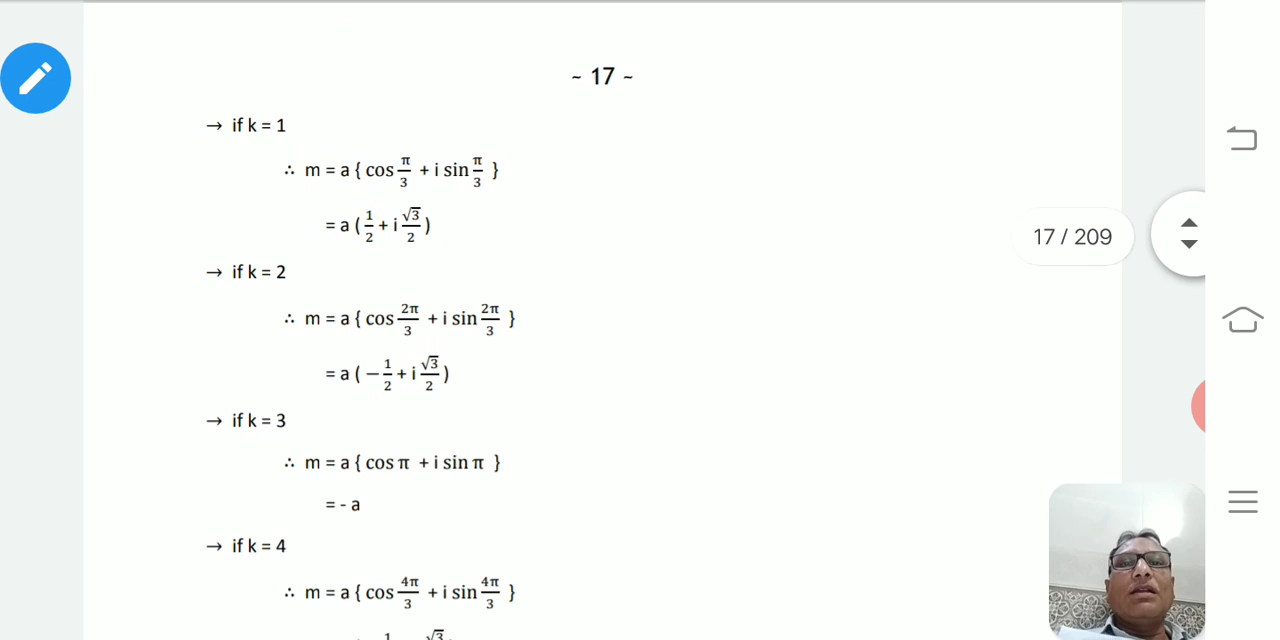 ~ 17 ~
→ if k = 1
∴ m = a { cos π/3 + i sin π/3 }
= a ( 1/2 + i √3/2 )
→ if k = 2
17 / 209
∴ m = a { cos 2π/3 + i sin 2π/3 }
= a ( − 1/2 + i √3/2 )
→ if k = 3
∴ m = a { cos π + i sin π }
= - a
→ if k = 4
∴ m = a { cos 4π/3 + i sin 4π/3 }